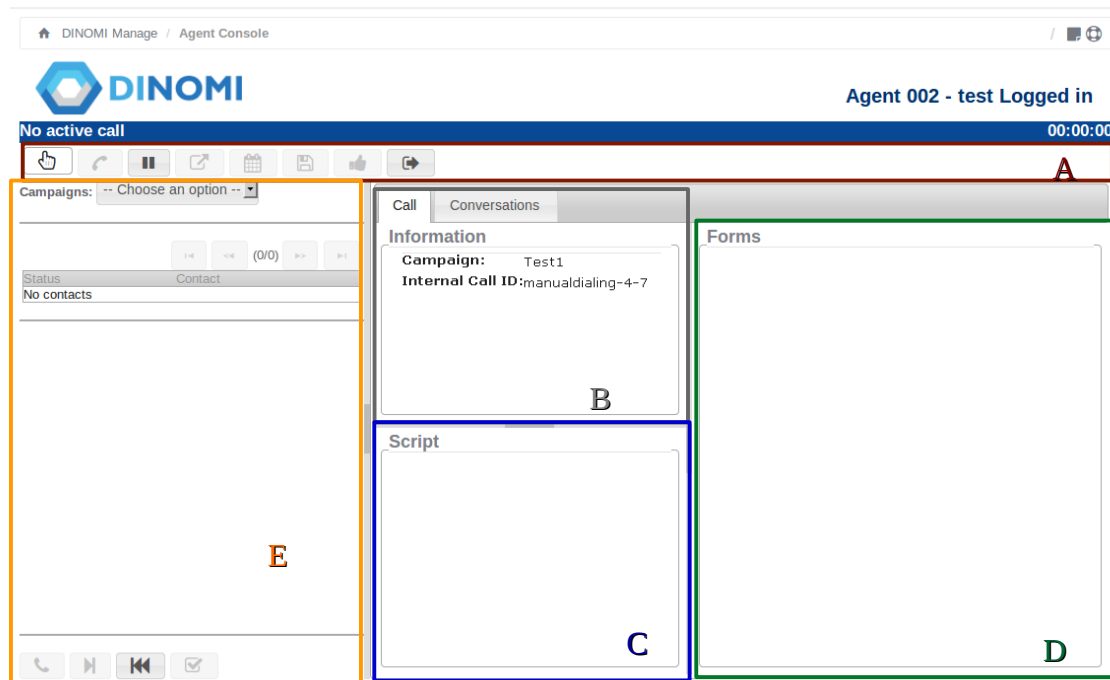 DINOMI Manage / Agent Console /
DINOMI
Agent 002 - test Logged in
No active call 00:00:00
A
Campaigns: -- Choose an option --
(0/0)
Status Contact
No contacts
E
Call Conversations
Information
Campaign: Test1
Internal Call ID: manualdialing-4-7
B
Script
C
Forms
D